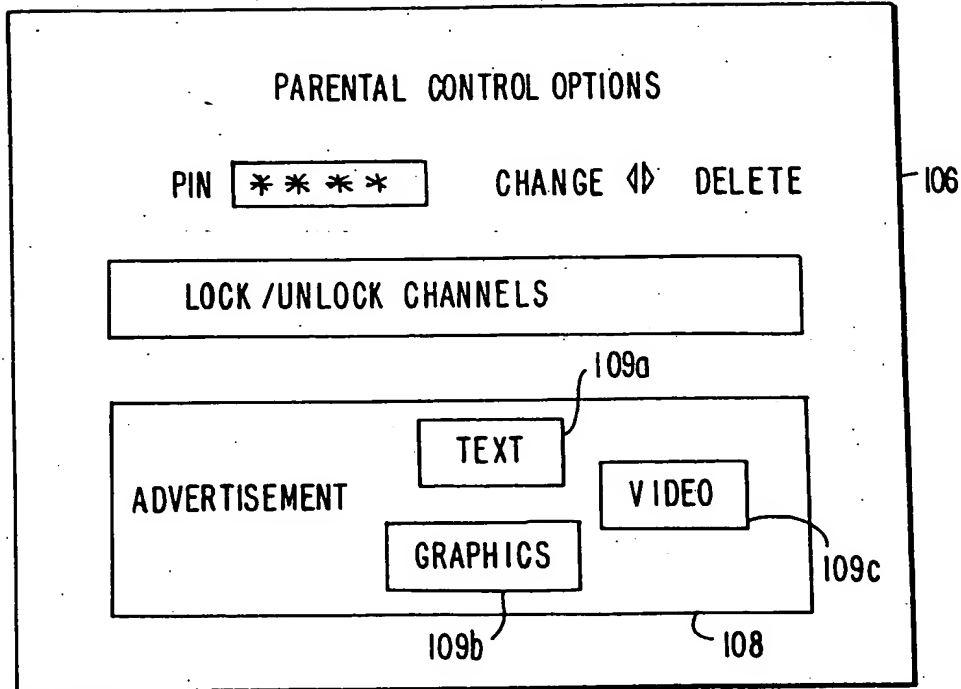 PARENTAL CONTROL OPTIONS
PIN **** CHANGE ◁▷ DELETE
106
LOCK/UNLOCK CHANNELS
109a
TEXT
ADVERTISEMENT
VIDEO
GRAPHICS
109c
109b
108